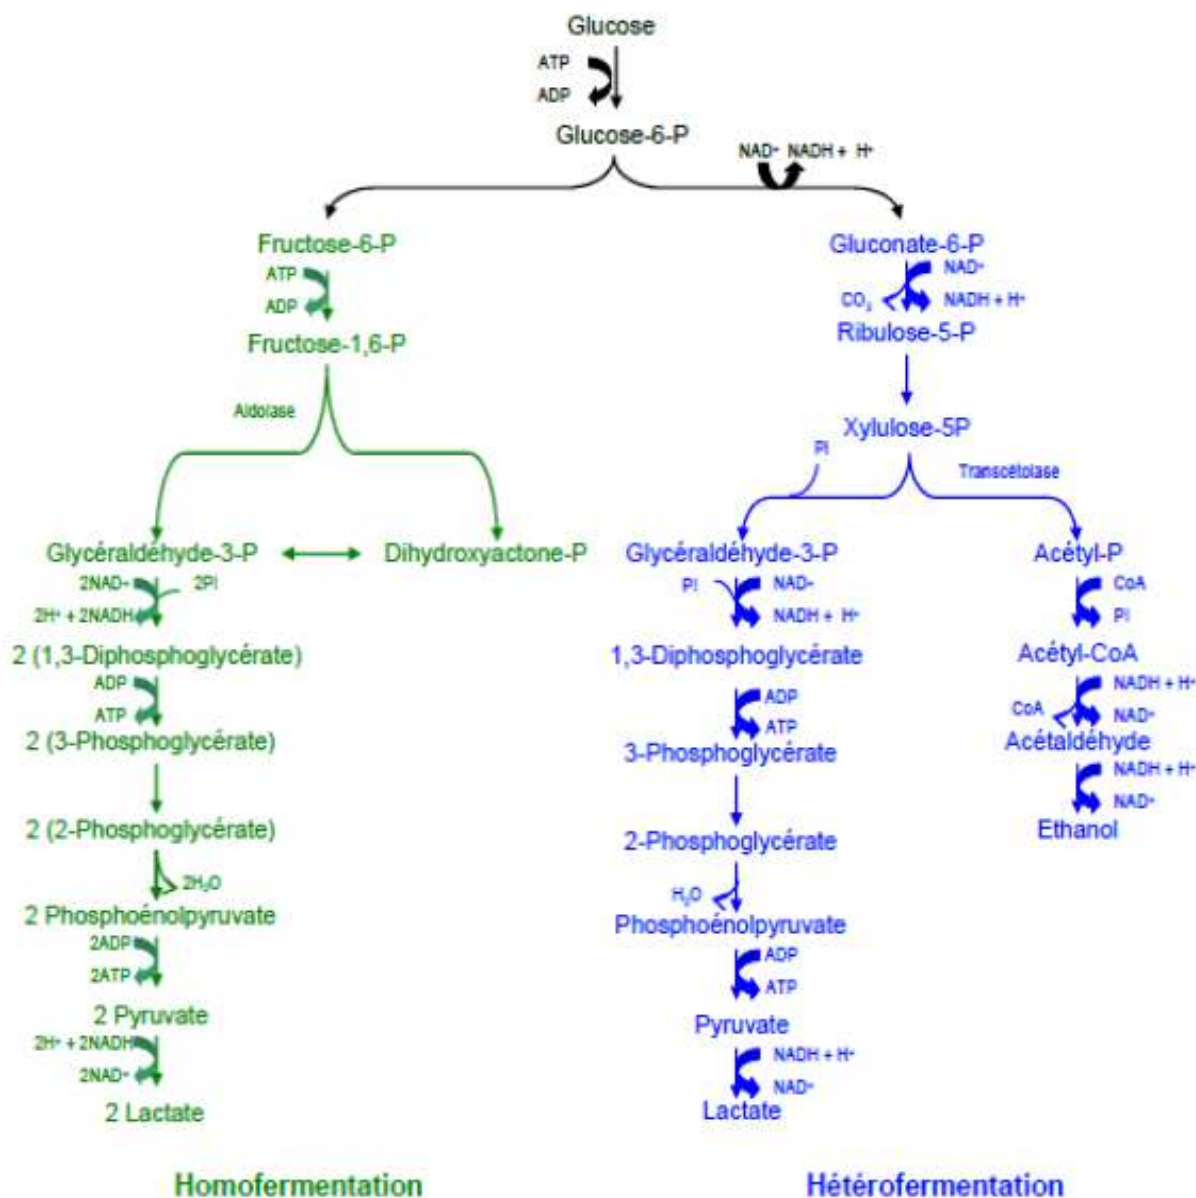 Glucose
ATP
ADP
Glucose-6-P
NAD+ NADH + H+
Fructose-6-P
ATP
ADP
Fructose-1,6-P
Aldolase
Glycéraldéhyde-3-P
Dihydroxyactone-P
2NAD+
2PI
2H+ + 2NADH
2 (1,3-Diphosphoglycérate)
ADP
ATP
2 (3-Phosphoglycérate)
2 (2-Phosphoglycérate)
2H₂O
2 Phosphoénolpyruvate
2ADP
2ATP
2 Pyruvate
2H+ + 2NADH
2NAD+
2 Lactate
Homofermentation
Gluconate-6-P
NAD+
CO₂
NADH + H+
Ribulose-5-P
Xylulose-5P
PI
Transcétolase
Glycéraldéhyde-3-P
PI
NAD+
NADH + H+
1,3-Diphosphoglycérate
ADP
ATP
3-Phosphoglycérate
2-Phosphoglycérate
H₂O
Phosphoénolpyruvate
ADP
ATP
Pyruvate
NADH + H+
NAD+
Lactate
Acétyl-P
CoA
PI
Acétyl-CoA
NADH + H+
CoA
NAD+
Acétaldéhyde
NADH + H+
NAD+
Ethanol
Hétérofermentation